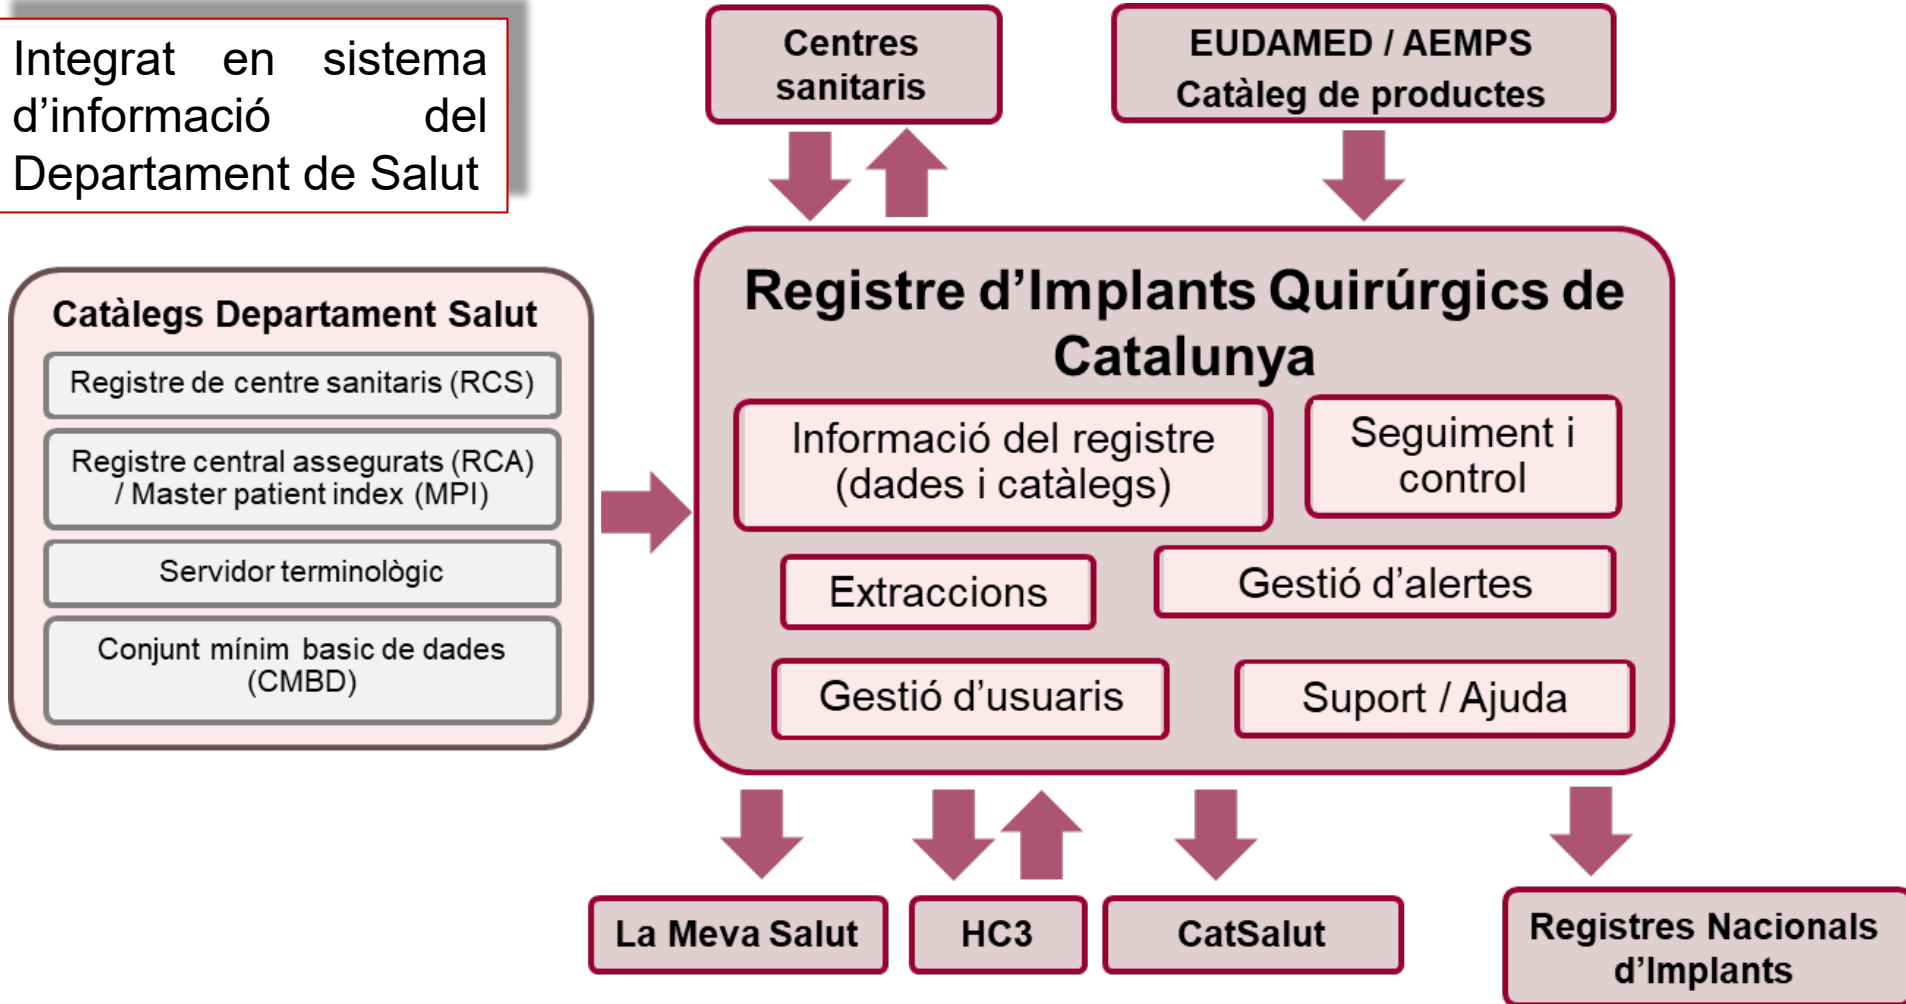 Integrat en sistema
d’informació del
Departament de Salut
Centres
sanitaris
EUDAMED / AEMPS
Catàleg de productes
Catàlegs Departament Salut
Registre de centre sanitaris (RCS)
Registre central assegurats (RCA)
/ Master patient index (MPI)
Servidor terminològic
Conjunt mínim basic de dades
(CMBD)
Registre d’Implants Quirúrgics de
Catalunya
Informació del registre
(dades i catàlegs)
Seguiment i
control
Extraccions
Gestió d’alertes
Gestió d’usuaris
Suport / Ajuda
La Meva Salut
HC3
CatSalut
Registres Nacionals
d’Implants